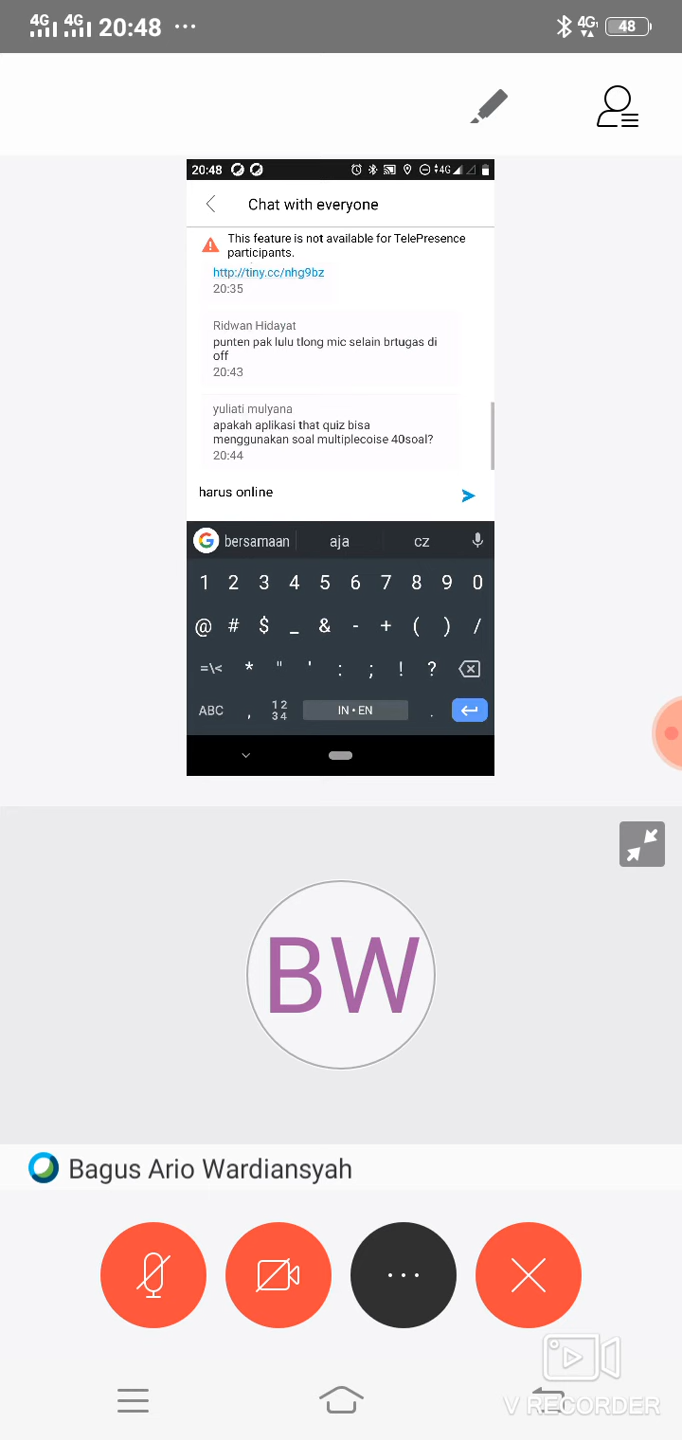 4G 4G 20:48 ... 4G 48
20:48 4G
Chat with everyone
This feature is not available for TelePresence
participants.
http://tiny.cc/nhg9bz
20:35
Ridwan Hidayat
punten pak lulu tlong mic selain brtugas di
off
20:43
yuliati mulyana
apakah aplikasi that quiz bisa
menggunakan soal multiplecoise 40soal?
20:44
harus online
G bersamaan aja cz
1 2 3 4 5 6 7 8 9 0
@ # $ _ & - + ( ) /
=\< * " ' : ; ! ?
ABC , 12 34 IN • EN .
BW
Bagus Ario Wardiansyah
V RECORDER